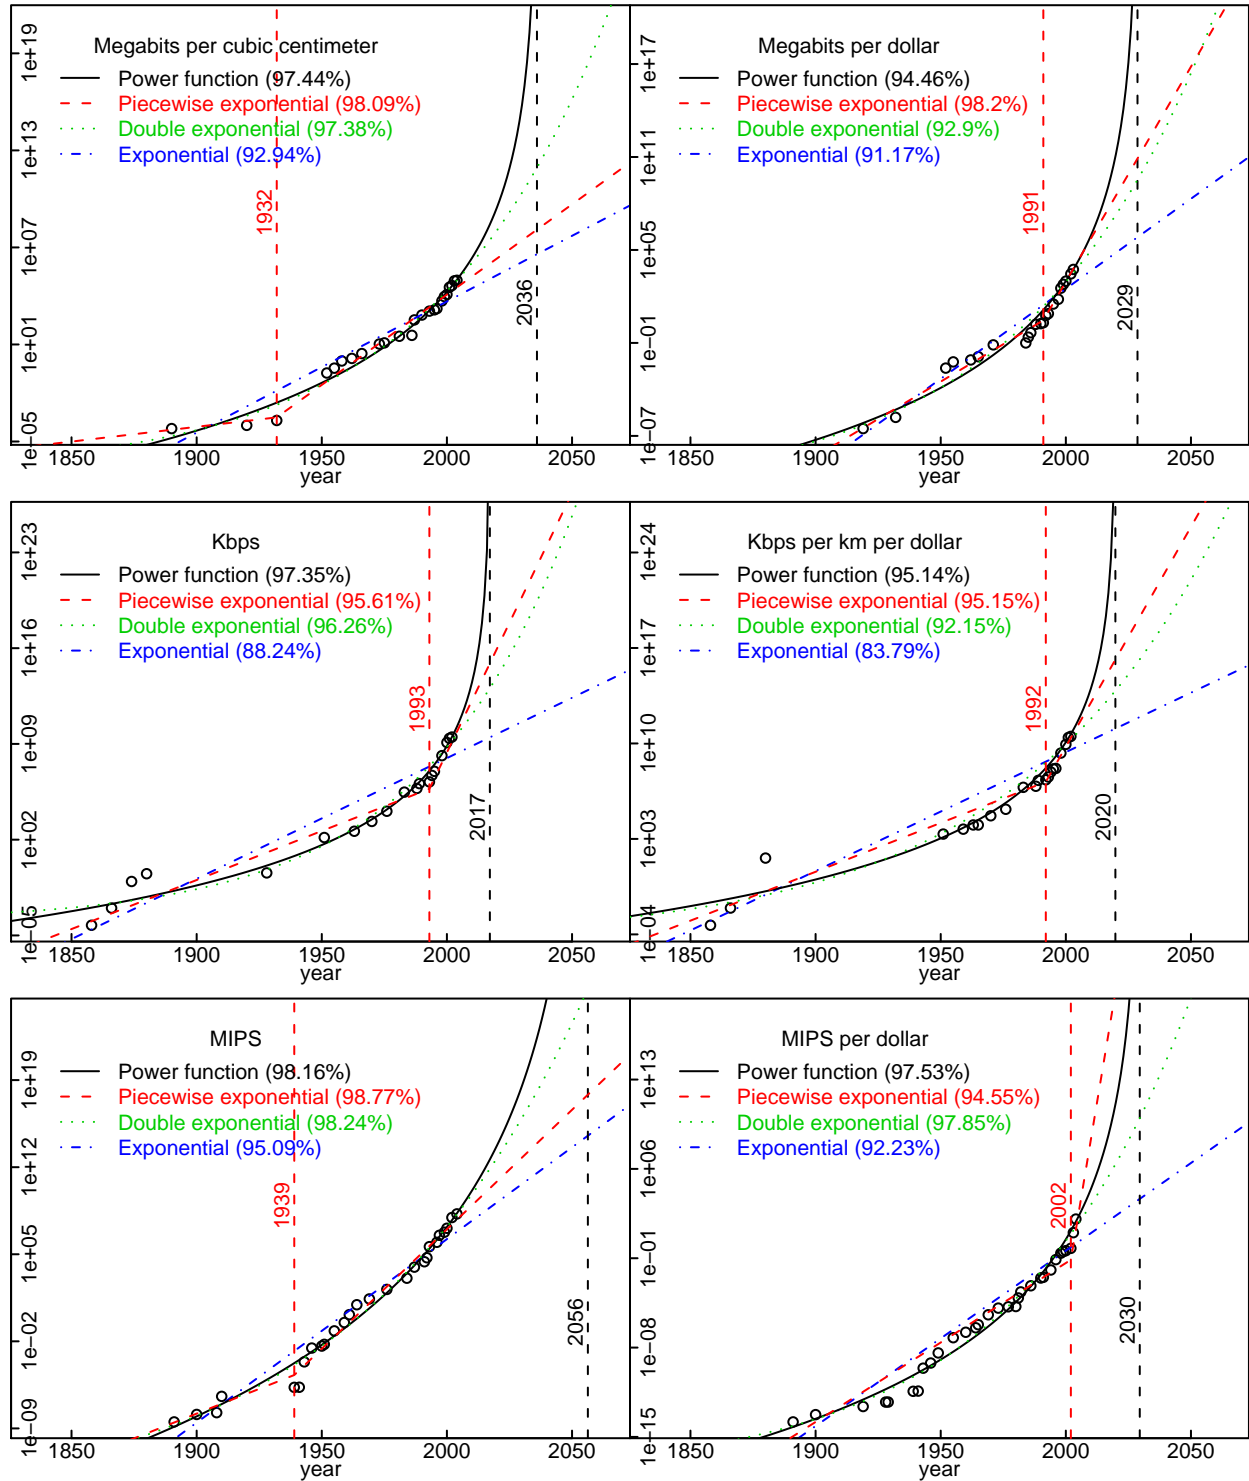 Megabits per cubic centimeter
Power function (97.44%)
Piecewise exponential (98.09%)
Double exponential (97.38%)
Exponential (92.94%)
1932
2036
1e+19
1e+13
1e+07
1e+01
1e−05
1850 1900 1950 2000 2050
year
Megabits per dollar
Power function (94.46%)
Piecewise exponential (98.2%)
Double exponential (92.9%)
Exponential (91.17%)
1991
2029
1e+17
1e+11
1e+05
1e−01
1e−07
1850 1900 1950 2000 2050
year
Kbps
Power function (97.35%)
Piecewise exponential (95.61%)
Double exponential (96.26%)
Exponential (88.24%)
1993
2017
1e+23
1e+16
1e+09
1e+02
1e−05
1850 1900 1950 2000 2050
year
Kbps per km per dollar
Power function (95.14%)
Piecewise exponential (95.15%)
Double exponential (92.15%)
Exponential (83.79%)
1992
2020
1e+24
1e+17
1e+10
1e+03
1e−04
1850 1900 1950 2000 2050
year
MIPS
Power function (98.16%)
Piecewise exponential (98.77%)
Double exponential (98.24%)
Exponential (95.09%)
1939
2056
1e+19
1e+12
1e+05
1e−02
1e−09
1850 1900 1950 2000 2050
year
MIPS per dollar
Power function (97.53%)
Piecewise exponential (94.55%)
Double exponential (97.85%)
Exponential (92.23%)
2002
2030
1e+13
1e+06
1e−01
1e−08
1e−15
1850 1900 1950 2000 2050
year